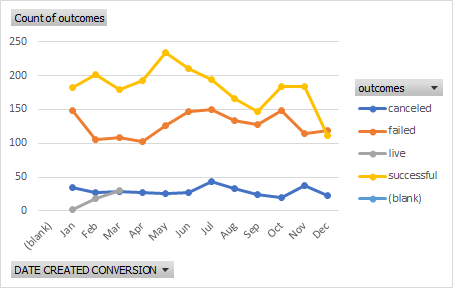 Count of outcomes
250
200
150
100
50
0
(blank)
Jan
Feb
Mar
Apr
May
Jun
Jul
Aug
Sep
Oct
Nov
Dec
outcomes
canceled
failed
live
successful
(blank)
DATE CREATED CONVERSION